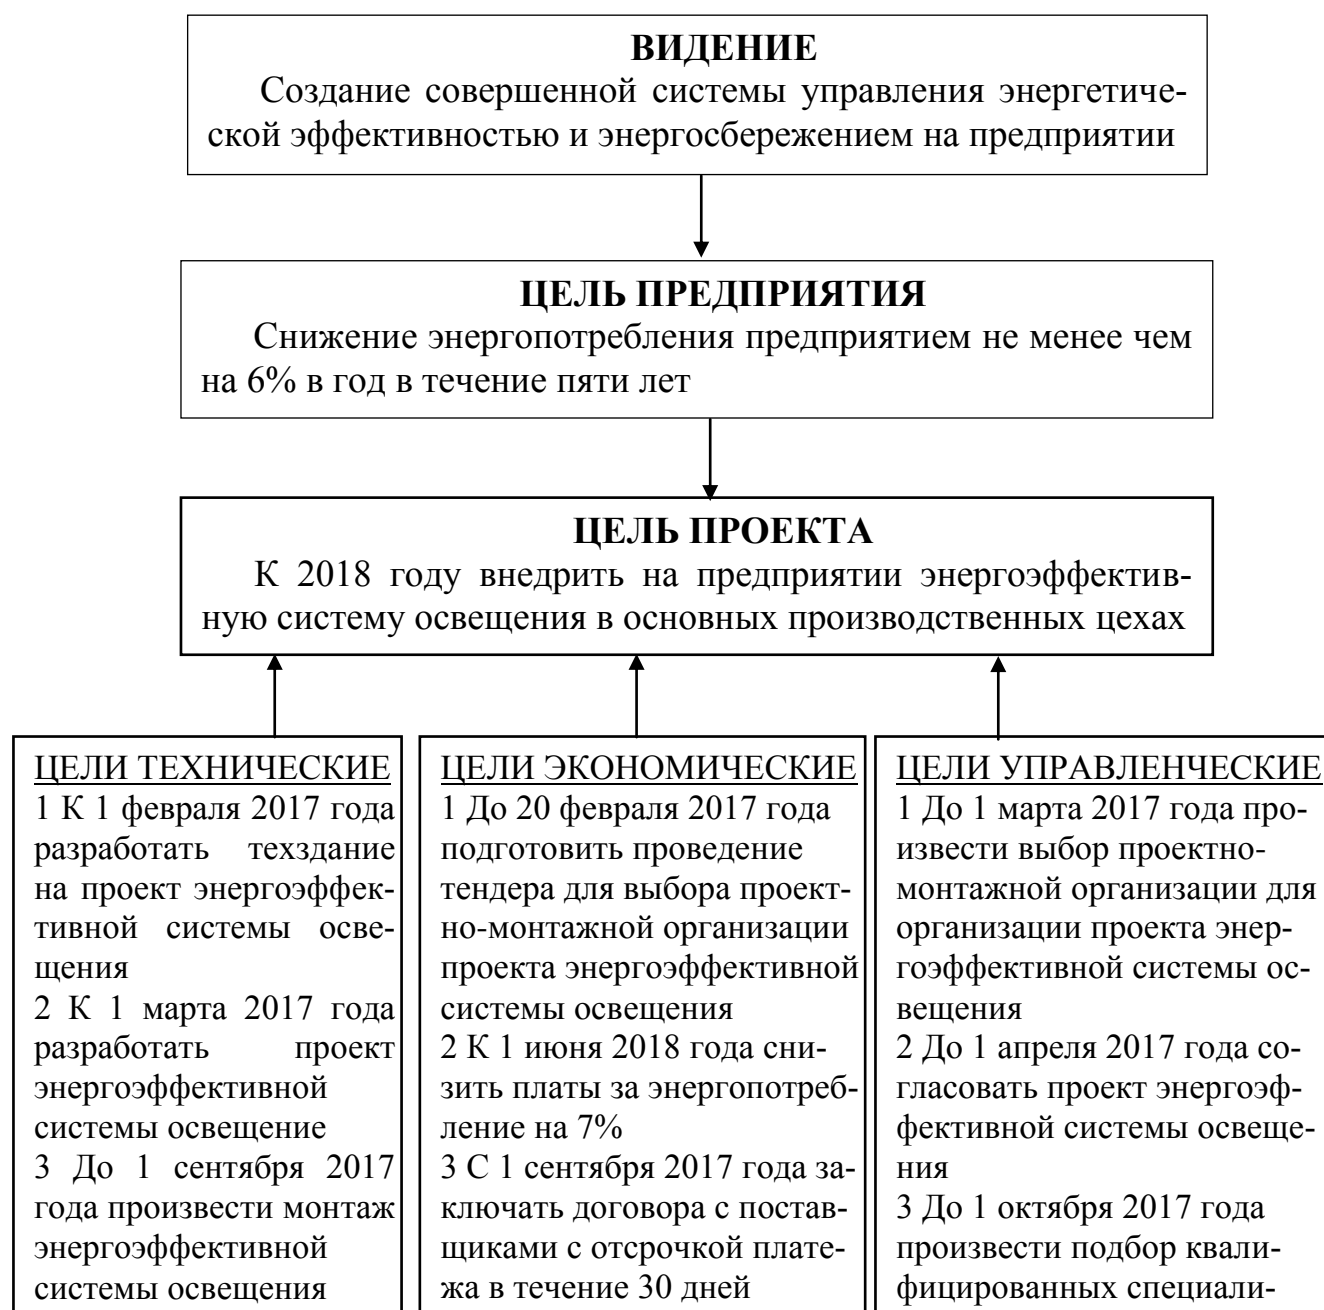 ВИДЕНИЕ
Создание совершенной системы управления энергетиче-
ской эффективностью и энергосбережением на предприятии
ЦЕЛЬ ПРЕДПРИЯТИЯ
Снижение энергопотребления предприятием не менее чем
на 6% в год в течение пяти лет
ЦЕЛЬ ПРОЕКТА
К 2018 году внедрить на предприятии энергоэффектив-
ную систему освещения в основных производственных цехах
ЦЕЛИ ТЕХНИЧЕСКИЕ
1 К 1 февраля 2017 года
разработать техздание
на проект энергоэффек-
тивной системы осве-
щения
2 К 1 марта 2017 года
разработать проект
энергоэффективной
системы освещение
3 До 1 сентября 2017
года произвести монтаж
энергоэффективной
системы освещения
ЦЕЛИ ЭКОНОМИЧЕСКИЕ
1 До 20 февраля 2017 года
подготовить проведение
тендера для выбора проект-
но-монтажной организации
проекта энергоэффективной
системы освещения
2 К 1 июня 2018 года сни-
зить платы за энергопотреб-
ление на 7%
3 С 1 сентября 2017 года за-
ключать договора с постав-
щиками с отсрочкой плате-
жа в течение 30 дней
ЦЕЛИ УПРАВЛЕНЧЕСКИЕ
1 До 1 марта 2017 года про-
извести выбор проектно-
монтажной организации для
организации проекта энер-
гоэффективной системы ос-
вещения
2 До 1 апреля 2017 года со-
гласовать проект энергоэф-
фективной системы освеще-
ния
3 До 1 октября 2017 года
произвести подбор квали-
фицированных специали-